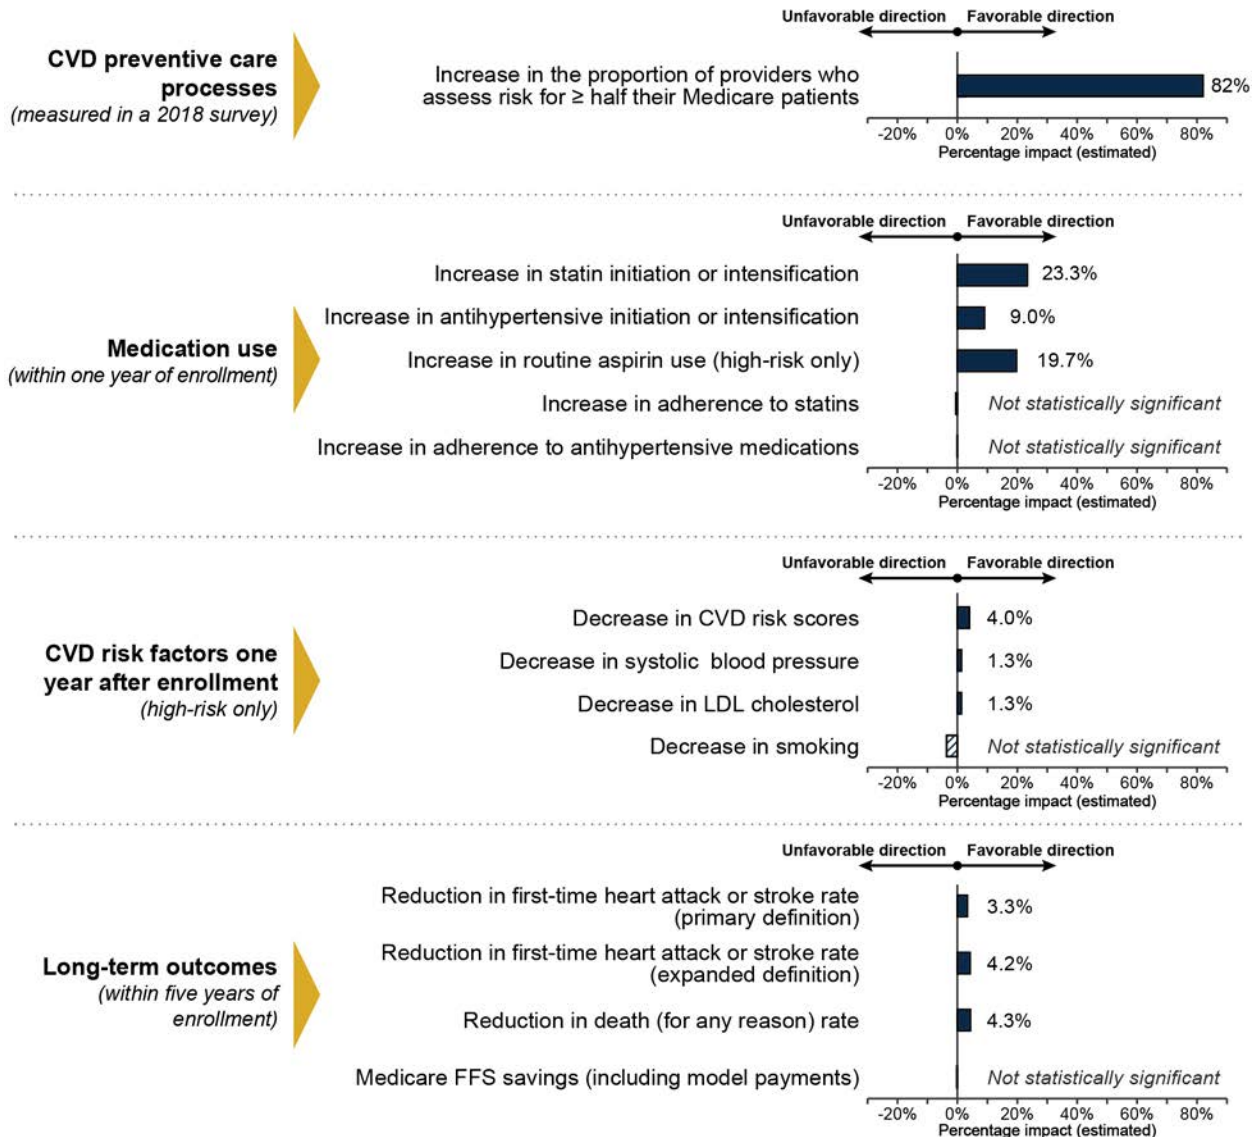 Unfavorable direction Favorable direction
CVD preventive care
processes
(measured in a 2018 survey)
Increase in the proportion of providers who
assess risk for ≥ half their Medicare patients
82%
-20% 0% 20% 40% 60% 80%
Percentage impact (estimated)
Unfavorable direction Favorable direction
Medication use
(within one year of enrollment)
Increase in statin initiation or intensification 23.3%
Increase in antihypertensive initiation or intensification 9.0%
Increase in routine aspirin use (high-risk only) 19.7%
Increase in adherence to statins Not statistically significant
Increase in adherence to antihypertensive medications Not statistically significant
-20% 0% 20% 40% 60% 80%
Percentage impact (estimated)
Unfavorable direction Favorable direction
CVD risk factors one
year after enrollment
(high-risk only)
Decrease in CVD risk scores 4.0%
Decrease in systolic blood pressure 1.3%
Decrease in LDL cholesterol 1.3%
Decrease in smoking Not statistically significant
-20% 0% 20% 40% 60% 80%
Percentage impact (estimated)
Unfavorable direction Favorable direction
Long-term outcomes
(within five years of
enrollment)
Reduction in first-time heart attack or stroke rate
(primary definition)
3.3%
Reduction in first-time heart attack or stroke rate
(expanded definition)
4.2%
Reduction in death (for any reason) rate 4.3%
Medicare FFS savings (including model payments) Not statistically significant
-20% 0% 20% 40% 60% 80%
Percentage impact (estimated)